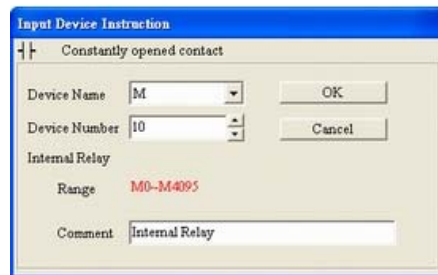 Input Device Instruction
Constantly opened contact
Device Name M OK
Device Number 10 Cancel
Internal Relay
Range M0~M4095
Comment Internal Relay